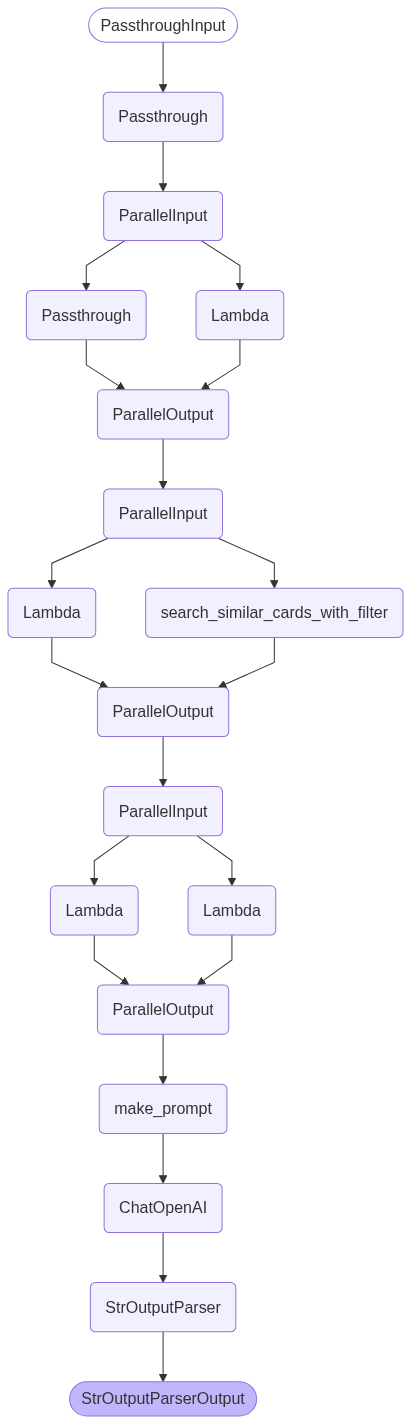 PassthroughInput
Passthrough
ParallelInput
Passthrough
Lambda
ParallelOutput
ParallelInput
Lambda
search_similar_cards_with_filter
ParallelOutput
ParallelInput
Lambda
Lambda
ParallelOutput
make_prompt
ChatOpenAI
StrOutputParser
StrOutputParserOutput